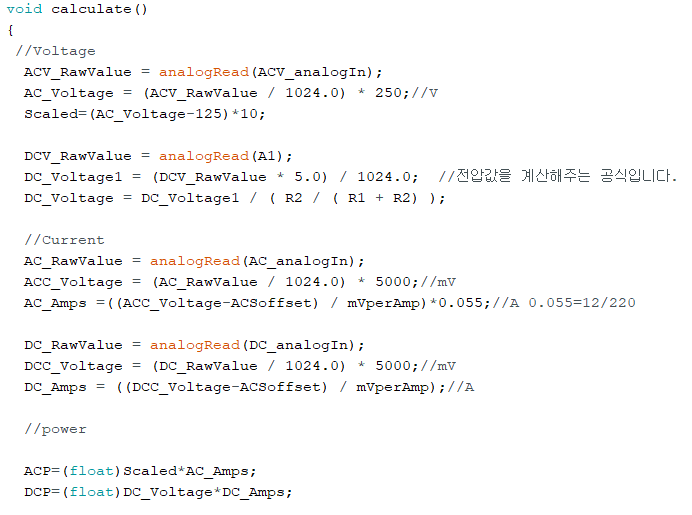 void calculate()
{
//Voltage
ACV_RawValue = analogRead(ACV_analogIn);
AC_Voltage = (ACV_RawValue / 1024.0) * 250;//V
Scaled=(AC_Voltage-125)*10;
DCV_RawValue = analogRead(A1);
DC_Voltage1 = (DCV_RawValue * 5.0) / 1024.0;  //전압값을 계산해주는 공식입니다.
DC_Voltage = DC_Voltage1 / ( R2 / ( R1 + R2) );
//Current
AC_RawValue = analogRead(AC_analogIn);
ACC_Voltage = (AC_RawValue / 1024.0) * 5000;//mV
AC_Amps =((ACC_Voltage-ACSoffset) / mVperAmp)*0.055;//A 0.055=12/220
DC_RawValue = analogRead(DC_analogIn);
DCC_Voltage = (DC_RawValue / 1024.0) * 5000;//mV
DC_Amps = ((DCC_Voltage-ACSoffset) / mVperAmp);//A
//power
ACP=(float)Scaled*AC_Amps;
DCP=(float)DC_Voltage*DC_Amps;